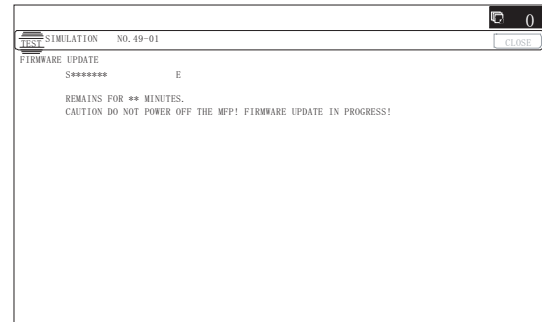 0
TEST SIMULATION NO.49-01
CLOSE
FIRMWARE UPDATE
S******* E
REMAINS FOR ** MINUTES.
CAUTION DO NOT POWER OFF THE MFP! FIRMWARE UPDATE IN PROGRESS!